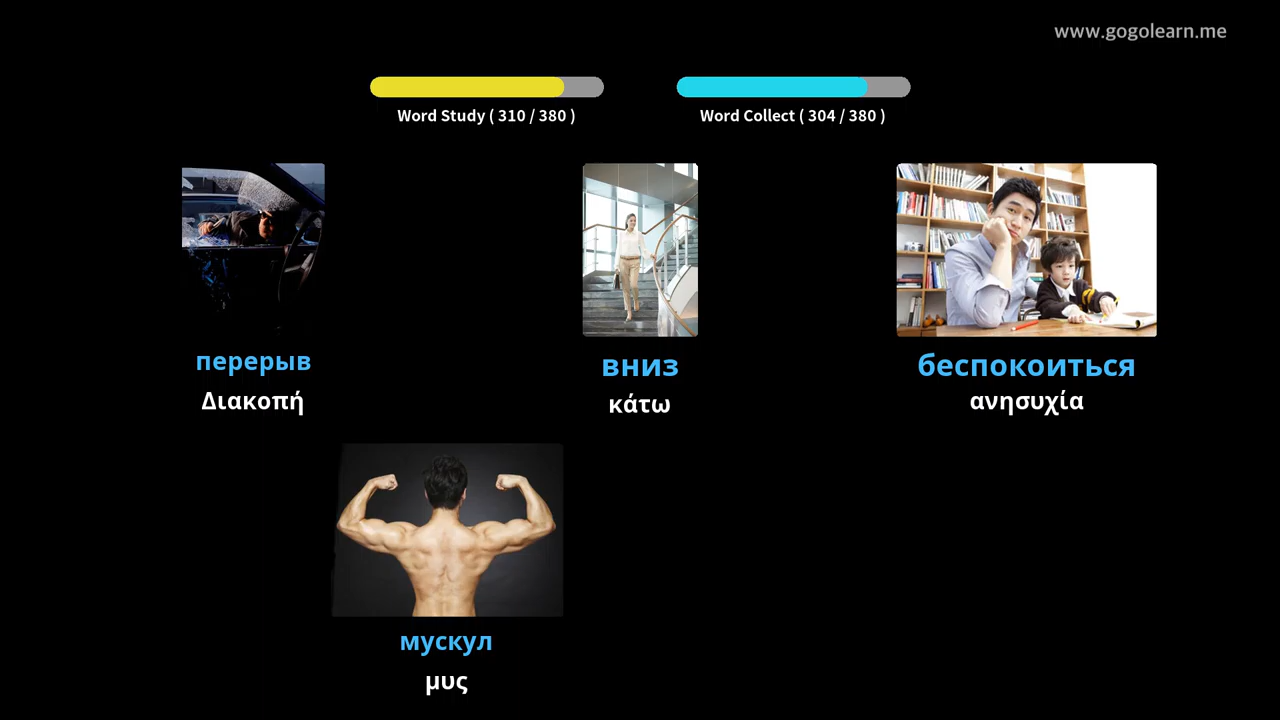 www.gogolearn.me
Word Study ( 310 / 380 )
Word Collect ( 304 / 380 )
перерыв
Διακοπή
вниз
κάτω
беспокоиться
ανησυχία
мускул
μυς